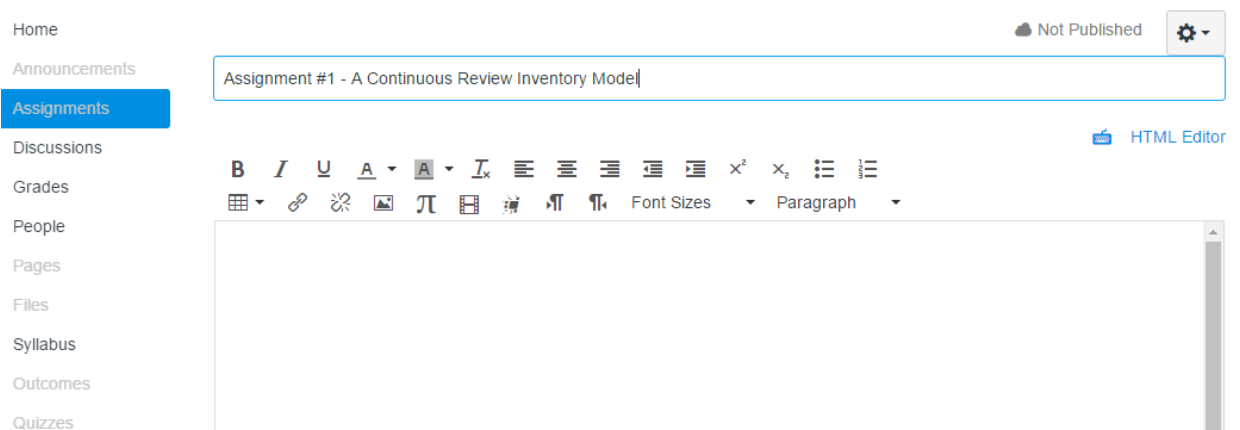 Home
Not Published
Announcements
Assignment #1 - A Continuous Review Inventory Model
Assignments
HTML Editor
Discussions
Grades
Font Sizes
Paragraph
People
Pages
Files
Syllabus
Outcomes
Quizzes